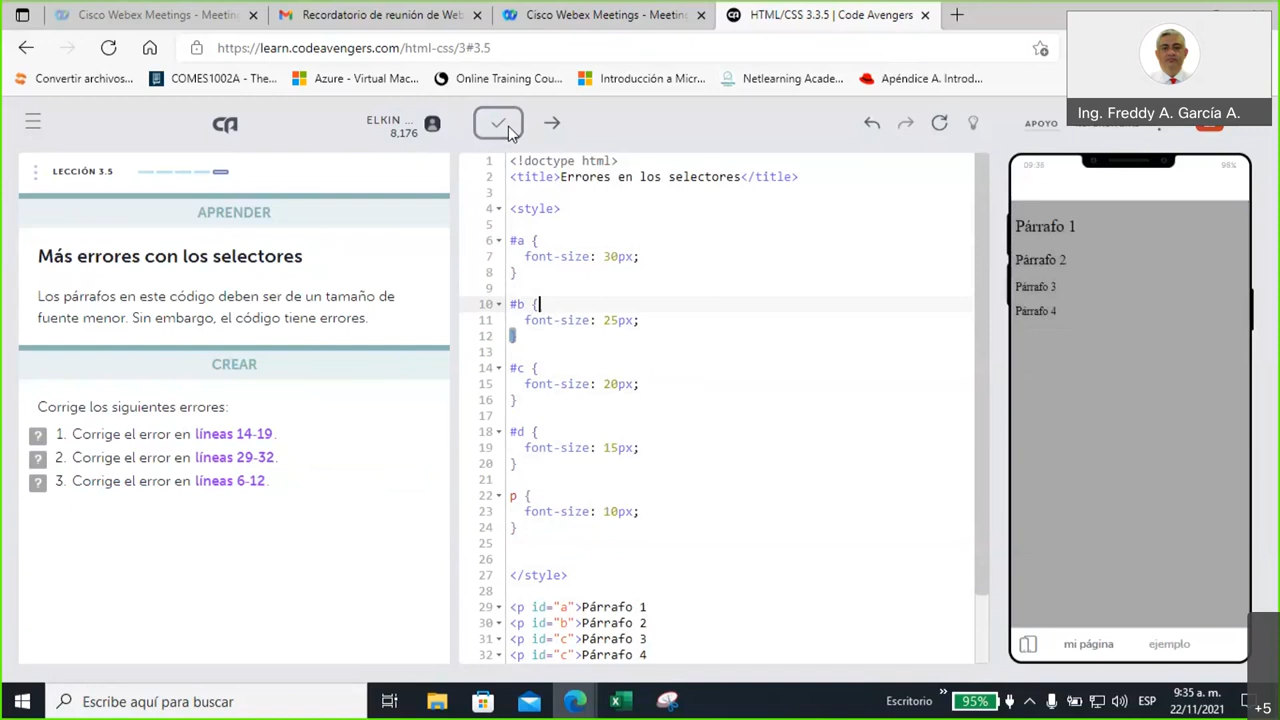 Cisco Webex Meetings - Meeting
Recordatorio de reunión de Web
Cisco Webex Meetings - Meeting
HTML/CSS 3.3.5 | Code Avengers
https://learn.codeavengers.com/html-css/3#3.5
Convertir archivos...
COMES1002A - The...
Azure - Virtual Mac...
Online Training Cou...
Introducción a Micr...
Netlearning Acade...
Apéndice A. Introd...
Ing. Freddy A. García A.
ELKIN ...
8,176
APOYO
LECCIÓN 3.5
APRENDER
Más errores con los selectores
Los párrafos en este código deben ser de un tamaño de
fuente menor. Sin embargo, el código tiene errores.
CREAR
Corrige los siguientes errores:
? 1. Corrige el error en líneas 14-19.
? 2. Corrige el error en líneas 29-32.
? 3. Corrige el error en líneas 6-12.
1 <!doctype html>
2 <title>Errores en los selectores</title>
3
4 <style>
5
6 #a {
7 font-size: 30px;
8 }
9
10 #b {
11 font-size: 25px;
12 }
13
14 #c {
15 font-size: 20px;
16 }
17
18 #d {
19 font-size: 15px;
20 }
21
22 p {
23 font-size: 10px;
24 }
25
26
27 </style>
28
29 <p id="a">Párrafo 1
30 <p id="b">Párrafo 2
31 <p id="c">Párrafo 3
32 <p id="c">Párrafo 4
09:36
98%
Párrafo 1
Párrafo 2
Párrafo 3
Párrafo 4
mi página
ejemplo
Escribe aquí para buscar
Escritorio
95%
ESP
9:35 a. m.
22/11/2021
+5